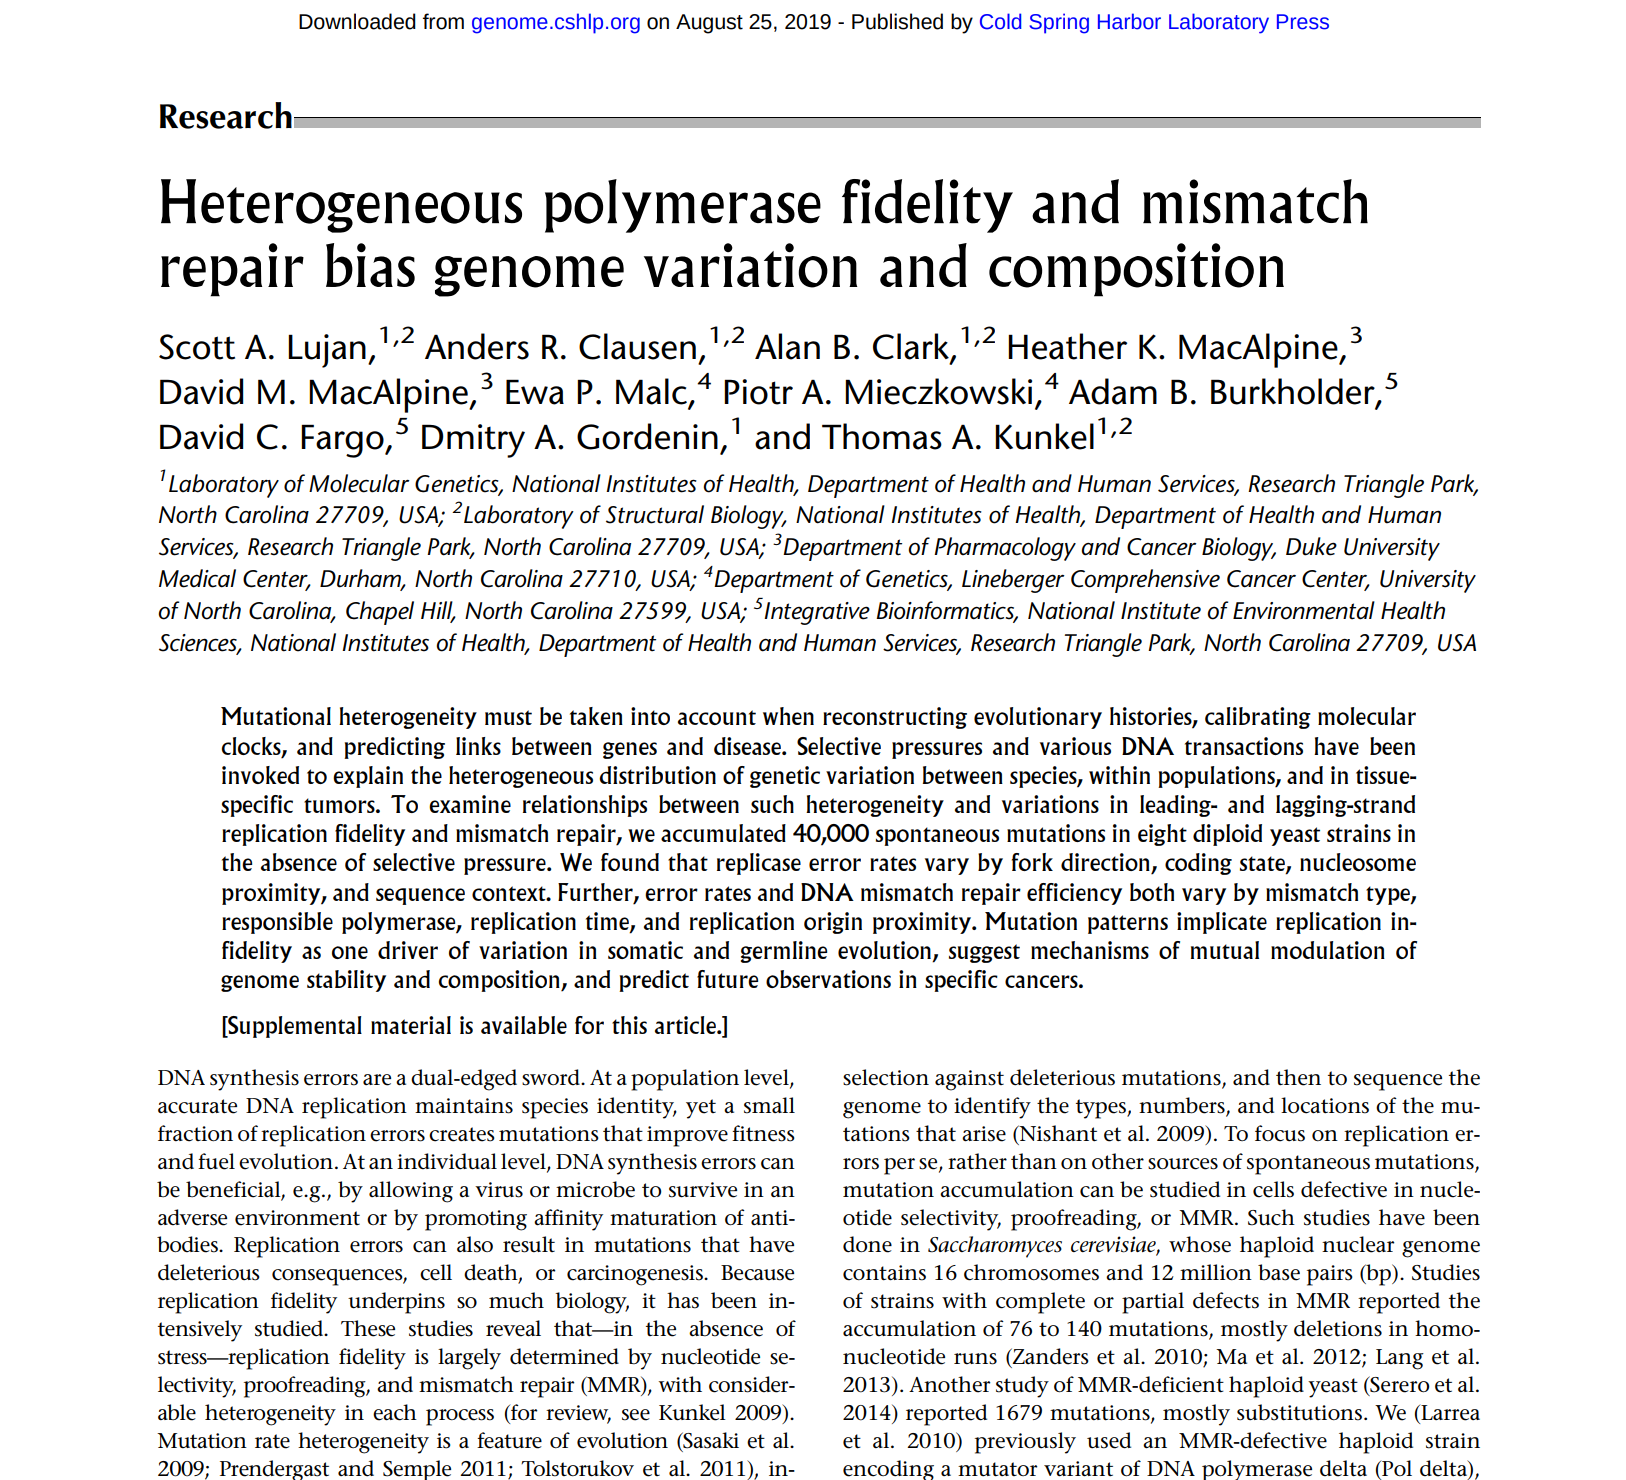 Downloaded from genome.cshlp.org on August 25, 2019 - Published by Cold Spring Harbor Laboratory Press
Research
Heterogeneous polymerase fidelity and mismatch
repair bias genome variation and composition
Scott A. Lujan,1,2 Anders R. Clausen,1,2 Alan B. Clark,1,2 Heather K. MacAlpine,3
David M. MacAlpine,3 Ewa P. Malc,4 Piotr A. Mieczkowski,4 Adam B. Burkholder,5
David C. Fargo,5 Dmitry A. Gordenin,1 and Thomas A. Kunkel1,2
1Laboratory of Molecular Genetics, National Institutes of Health, Department of Health and Human Services, Research Triangle Park,
North Carolina 27709, USA; 2Laboratory of Structural Biology, National Institutes of Health, Department of Health and Human
Services, Research Triangle Park, North Carolina 27709, USA; 3Department of Pharmacology and Cancer Biology, Duke University
Medical Center, Durham, North Carolina 27710, USA; 4Department of Genetics, Lineberger Comprehensive Cancer Center, University
of North Carolina, Chapel Hill, North Carolina 27599, USA; 5Integrative Bioinformatics, National Institute of Environmental Health
Sciences, National Institutes of Health, Department of Health and Human Services, Research Triangle Park, North Carolina 27709, USA
Mutational heterogeneity must be taken into account when reconstructing evolutionary histories, calibrating molecular
clocks, and predicting links between genes and disease. Selective pressures and various DNA transactions have been
invoked to explain the heterogeneous distribution of genetic variation between species, within populations, and in tissue-
specific tumors. To examine relationships between such heterogeneity and variations in leading- and lagging-strand
replication fidelity and mismatch repair, we accumulated 40,000 spontaneous mutations in eight diploid yeast strains in
the absence of selective pressure. We found that replicase error rates vary by fork direction, coding state, nucleosome
proximity, and sequence context. Further, error rates and DNA mismatch repair efficiency both vary by mismatch type,
responsible polymerase, replication time, and replication origin proximity. Mutation patterns implicate replication in-
fidelity as one driver of variation in somatic and germline evolution, suggest mechanisms of mutual modulation of
genome stability and composition, and predict future observations in specific cancers.
[Supplemental material is available for this article.]
DNA synthesis errors are a dual-edged sword. At a population level,
accurate DNA replication maintains species identity, yet a small
fraction of replication errors creates mutations that improve fitness
and fuel evolution. At an individual level, DNA synthesis errors can
be beneficial, e.g., by allowing a virus or microbe to survive in an
adverse environment or by promoting affinity maturation of anti-
bodies. Replication errors can also result in mutations that have
deleterious consequences, cell death, or carcinogenesis. Because
replication fidelity underpins so much biology, it has been in-
tensively studied. These studies reveal that—in the absence of
stress—replication fidelity is largely determined by nucleotide se-
lectivity, proofreading, and mismatch repair (MMR), with consider-
able heterogeneity in each process (for review, see Kunkel 2009).
Mutation rate heterogeneity is a feature of evolution (Sasaki et al.
2009; Prendergast and Semple 2011; Tolstorukov et al. 2011), in-
selection against deleterious mutations, and then to sequence the
genome to identify the types, numbers, and locations of the mu-
tations that arise (Nishant et al. 2009). To focus on replication er-
rors per se, rather than on other sources of spontaneous mutations,
mutation accumulation can be studied in cells defective in nucle-
otide selectivity, proofreading, or MMR. Such studies have been
done in Saccharomyces cerevisiae, whose haploid nuclear genome
contains 16 chromosomes and 12 million base pairs (bp). Studies
of strains with complete or partial defects in MMR reported the
accumulation of 76 to 140 mutations, mostly deletions in homo-
nucleotide runs (Zanders et al. 2010; Ma et al. 2012; Lang et al.
2013). Another study of MMR-deficient haploid yeast (Serero et al.
2014) reported 1679 mutations, mostly substitutions. We (Larrea
et al. 2010) previously used an MMR-defective haploid strain
encoding a mutator variant of DNA polymerase delta (Pol delta),